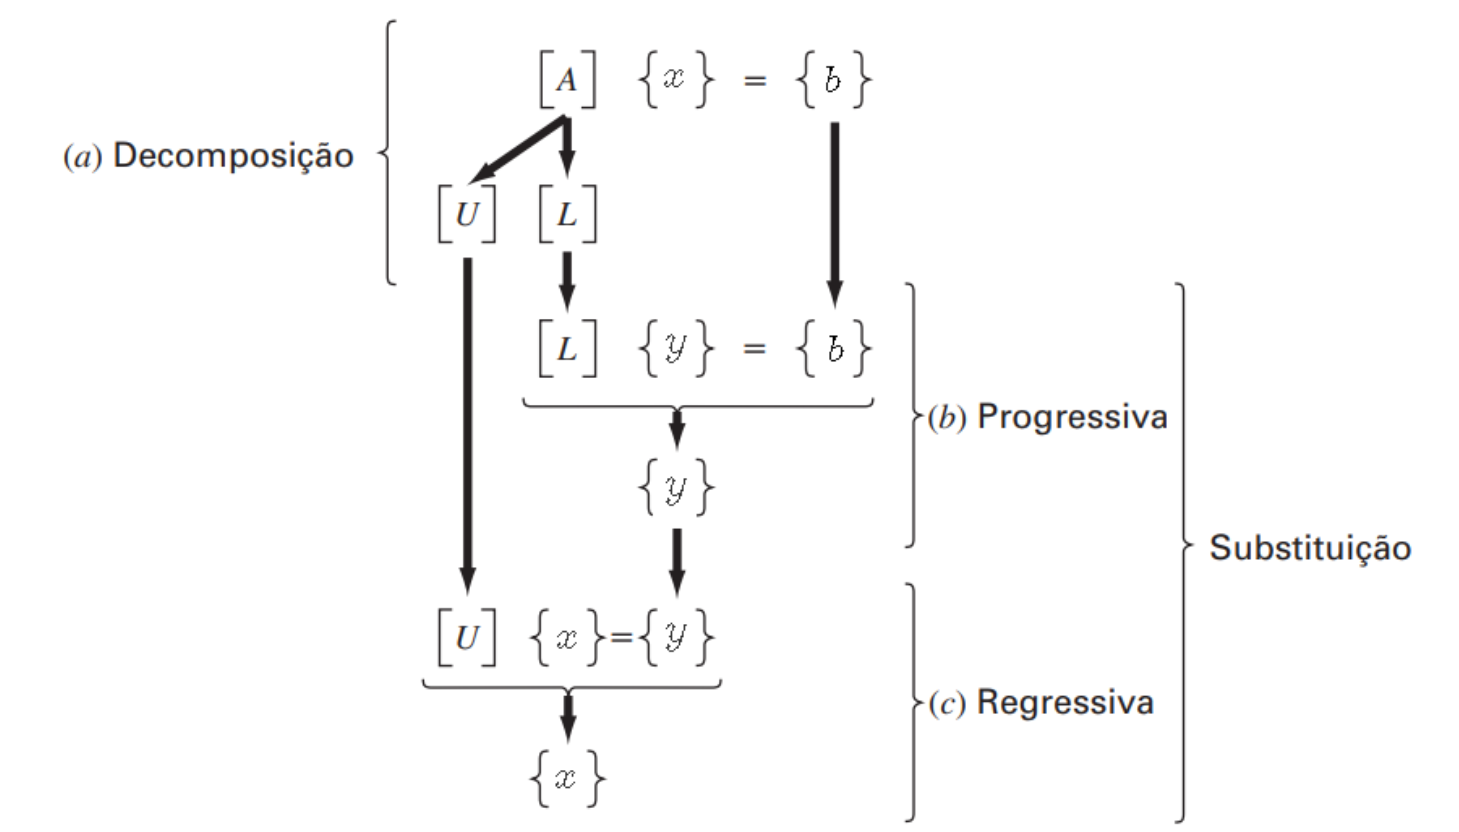 [A] {x} = {b}
(a) Decomposição
[U] [L]
[L] {y} = {b}
(b) Progressiva
{y}
Substituição
[U] {x}={y}
(c) Regressiva
{x}